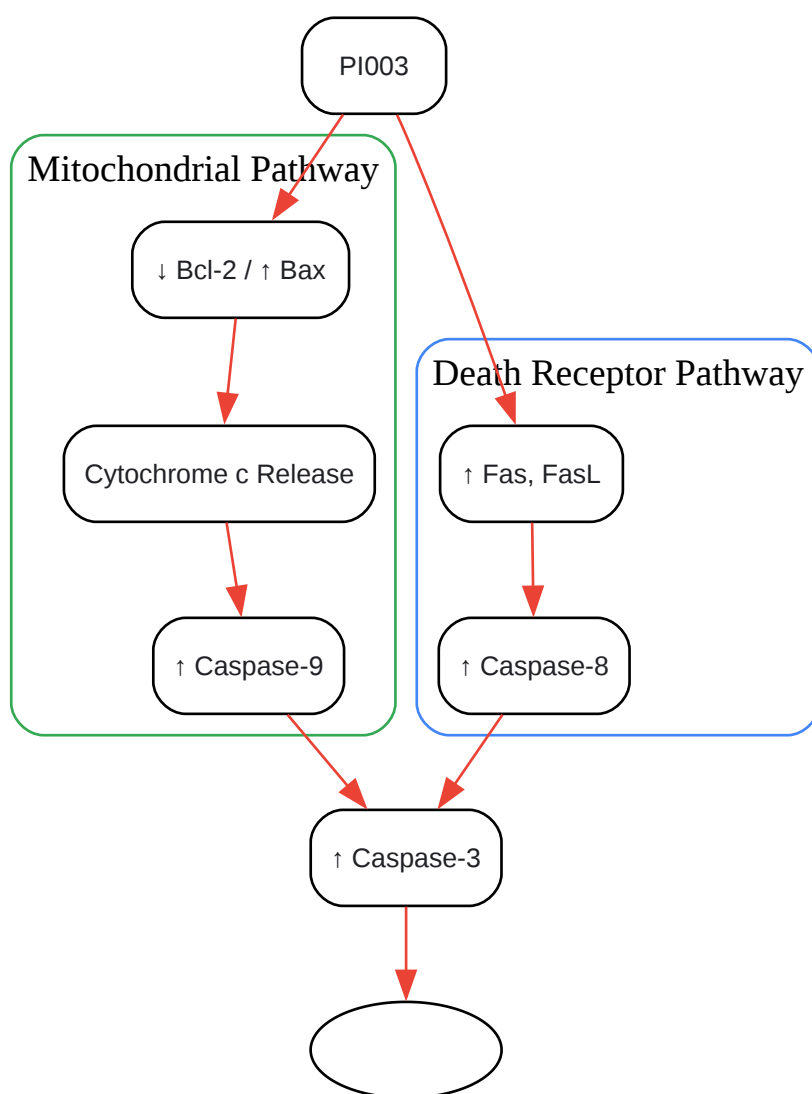 PI003
Mitochondrial Pathway
↓ Bcl-2 / ↑ Bax
Death Receptor Pathway
Cytochrome c Release
↑ Fas, FasL
↑ Caspase-9
↑ Caspase-8
↑ Caspase-3